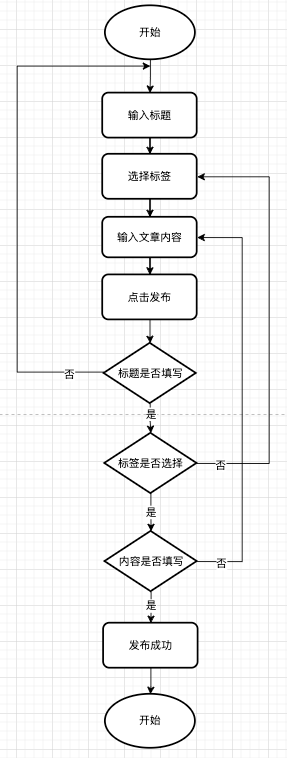 开始
输入标题
选择标签
输入文章内容
点击发布
标题是否填写
否
是
标签是否选择
否
是
内容是否填写
否
是
发布成功
开始